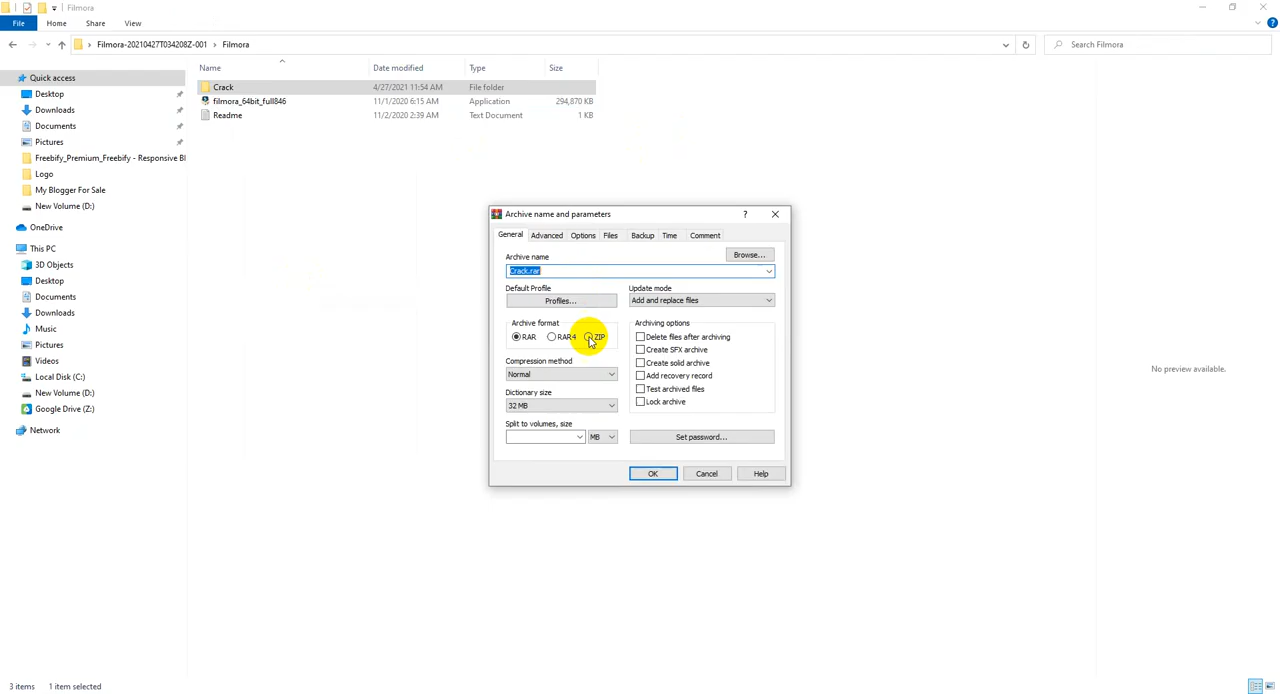 Filmora
File Home Share View
Filmora-20210427T034208Z-001 Filmora Search Filmora
Name Date modified Type Size
Quick access
Desktop
Downloads
Documents
Pictures
Freebify_Premium_Freebify - Responsive Bl
Logo
My Blogger For Sale
New Volume (D:)
OneDrive
This PC
3D Objects
Desktop
Documents
Downloads
Music
Pictures
Videos
Local Disk (C:)
New Volume (D:)
Google Drive (Z:)
Network
Crack 4/27/2021 11:54 AM File folder
filmora_64bit_full846 11/1/2020 6:15 AM Application 294,870 KB
Readme 11/2/2020 2:39 AM Text Document 1 KB
Archive name and parameters ?
General Advanced Options Files Backup Time Comment
Archive name Browse...
Crack.rar
Default Profile Update mode
Profiles... Add and replace files
Archive format Archiving options
RAR RAR4 ZIP Delete files after archiving
Create SFX archive
Compression method Create solid archive
Normal Add recovery record
Dictionary size Test archived files
32 MB Lock archive
Split to volumes, size
MB Set password...
OK Cancel Help
No preview available.
3 items 1 item selected